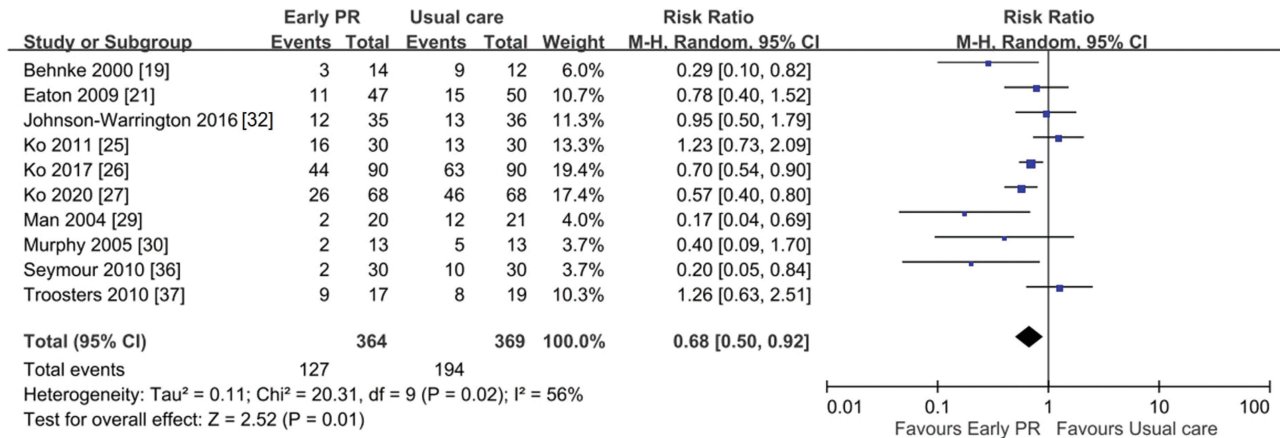 Early PR Usual care Risk Ratio Risk Ratio
Study or Subgroup Events Total Events Total Weight M-H, Random, 95% CI M-H, Random, 95% CI
Behnke 2000 [19] 3 14 9 12 6.0% 0.29 [0.10, 0.82]
Eaton 2009 [21] 11 47 15 50 10.7% 0.78 [0.40, 1.52]
Johnson-Warrington 2016 [32] 12 35 13 36 11.3% 0.95 [0.50, 1.79]
Ko 2011 [25] 16 30 13 30 13.3% 1.23 [0.73, 2.09]
Ko 2017 [26] 44 90 63 90 19.4% 0.70 [0.54, 0.90]
Ko 2020 [27] 26 68 46 68 17.4% 0.57 [0.40, 0.80]
Man 2004 [29] 2 20 12 21 4.0% 0.17 [0.04, 0.69]
Murphy 2005 [30] 2 13 5 13 3.7% 0.40 [0.09, 1.70]
Seymour 2010 [36] 2 30 10 30 3.7% 0.20 [0.05, 0.84]
Troosters 2010 [37] 9 17 8 19 10.3% 1.26 [0.63, 2.51]
Total (95% CI) 364 369 100.0% 0.68 [0.50, 0.92]
Total events 127 194
Heterogeneity: Tau² = 0.11; Chi² = 20.31, df = 9 (P = 0.02); I² = 56%
Test for overall effect: Z = 2.52 (P = 0.01)
0.01 0.1 1 10 100
Favours Early PR Favours Usual care